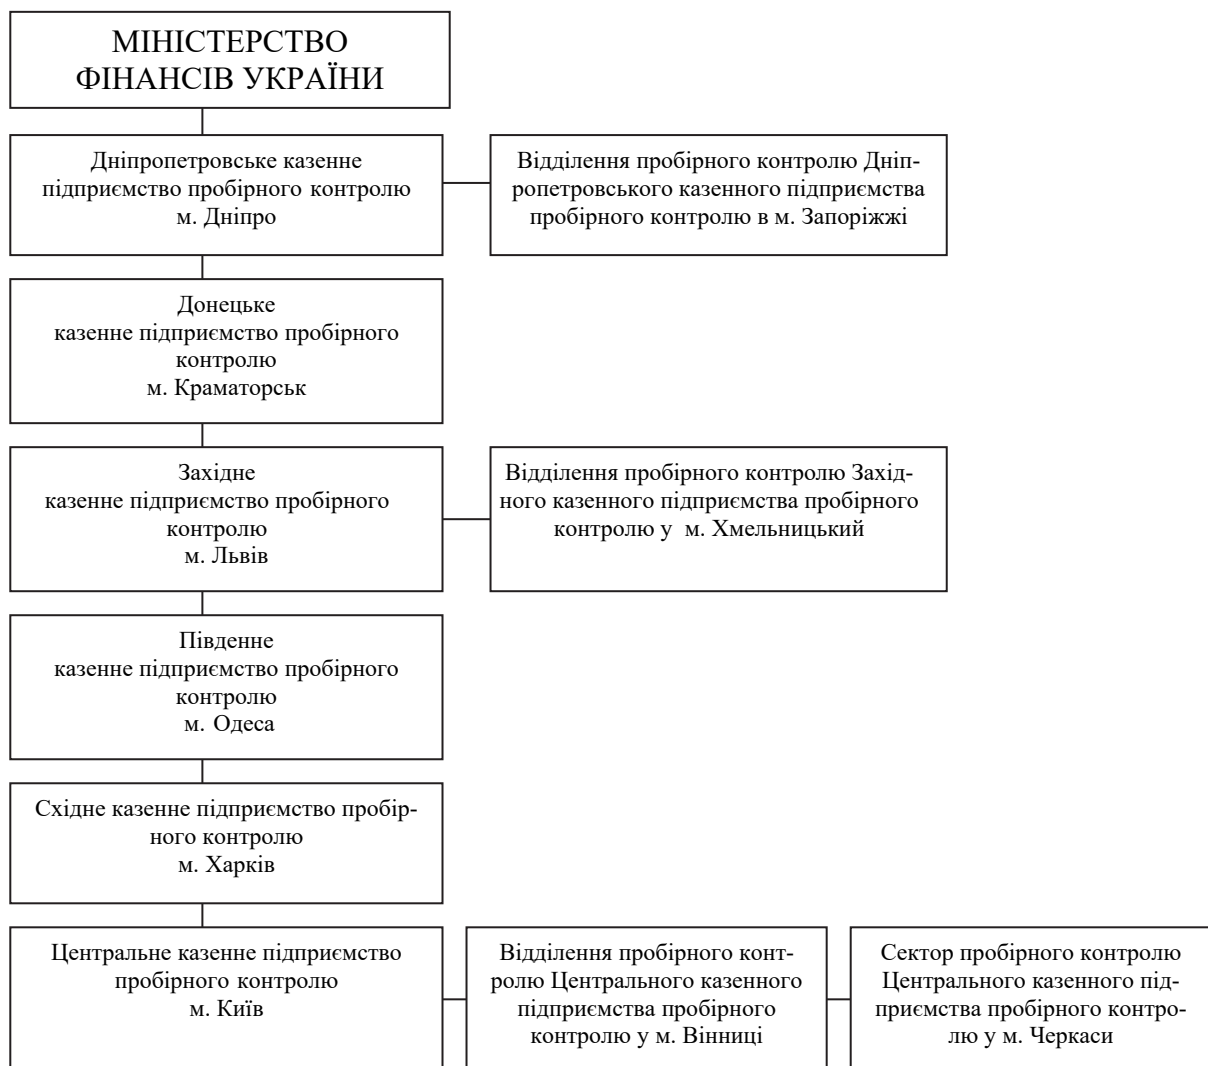 МІНІСТЕРСТВО
ФІНАНСІВ УКРАЇНИ
Дніпропетровське казенне
підприємство пробірного контролю
м. Дніпро
Відділення пробірного контролю Дніп-
ропетровського казенного підприємства
пробірного контролю в м. Запоріжжі
Донецьке
казенне підприємство пробірного
контролю
м. Краматорськ
Західне
казенне підприємство пробірного
контролю
м. Львів
Відділення пробірного контролю Захід-
ного казенного підприємства пробірного
контролю у м. Хмельницький
Південне
казенне підприємство пробірного
контролю
м. Одеса
Східне казенне підприємство пробір-
ного контролю
м. Харків
Центральне казенне підприємство
пробірного контролю
м. Київ
Відділення пробірного конт-
ролю Центрального казенного
підприємства пробірного
контролю у м. Вінниці
Сектор пробірного контролю
Центрального казенного під-
приємства пробірного контро-
лю у м. Черкаси